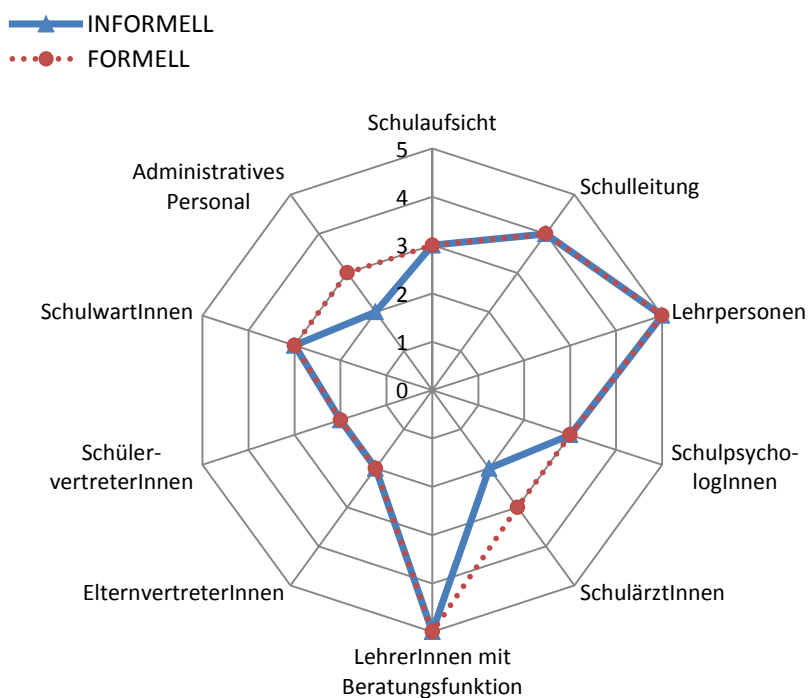 INFORMELL
FORMELL
Schulaufsicht
5
4
3
2
1
0
Schulleitung
Lehrpersonen
Schulpsycho-
logInnen
SchulärztInnen
LehrerInnen mit
Beratungsfunktion
ElternvertreterInnen
Schüler-
vertreterInnen
SchulwartInnen
Administratives
Personal